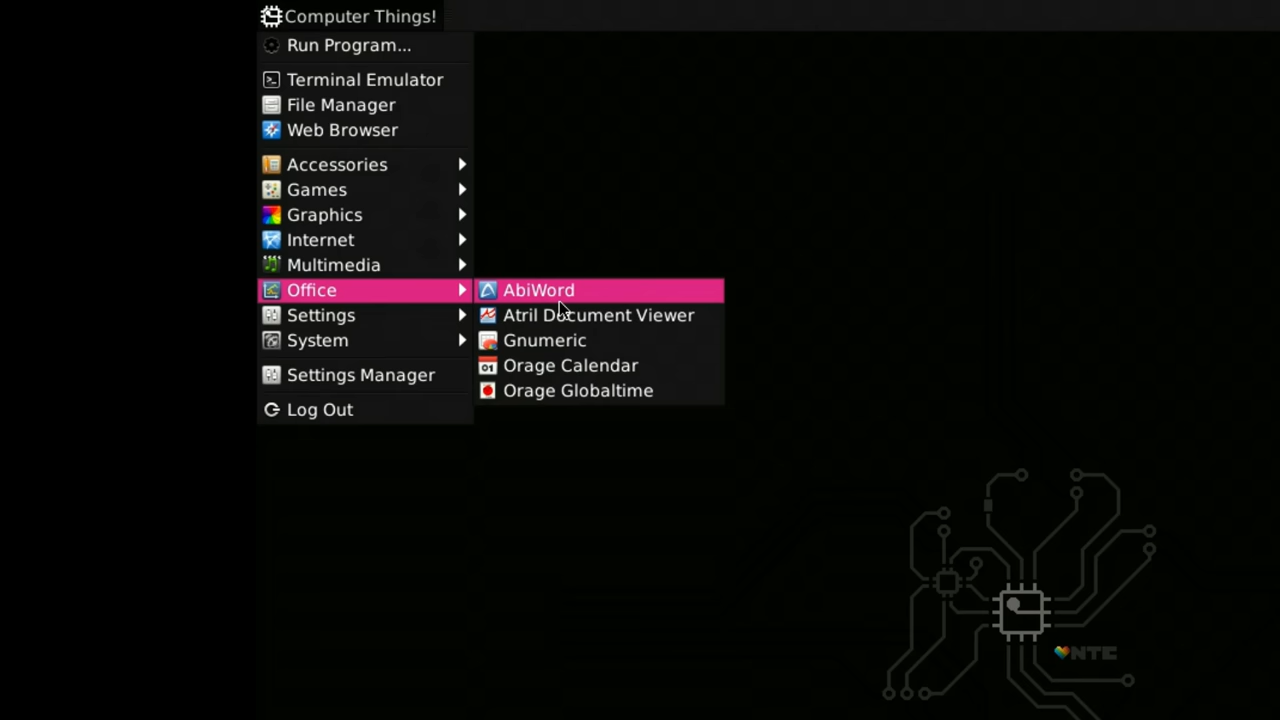 Computer Things!
Run Program...
Terminal Emulator
File Manager
Web Browser
Accessories
Games
Graphics
Internet
Multimedia
Office
Settings
System
Settings Manager
Log Out
AbiWord
Atril Document Viewer
Gnumeric
01
Orage Calendar
Orage Globaltime
NTC